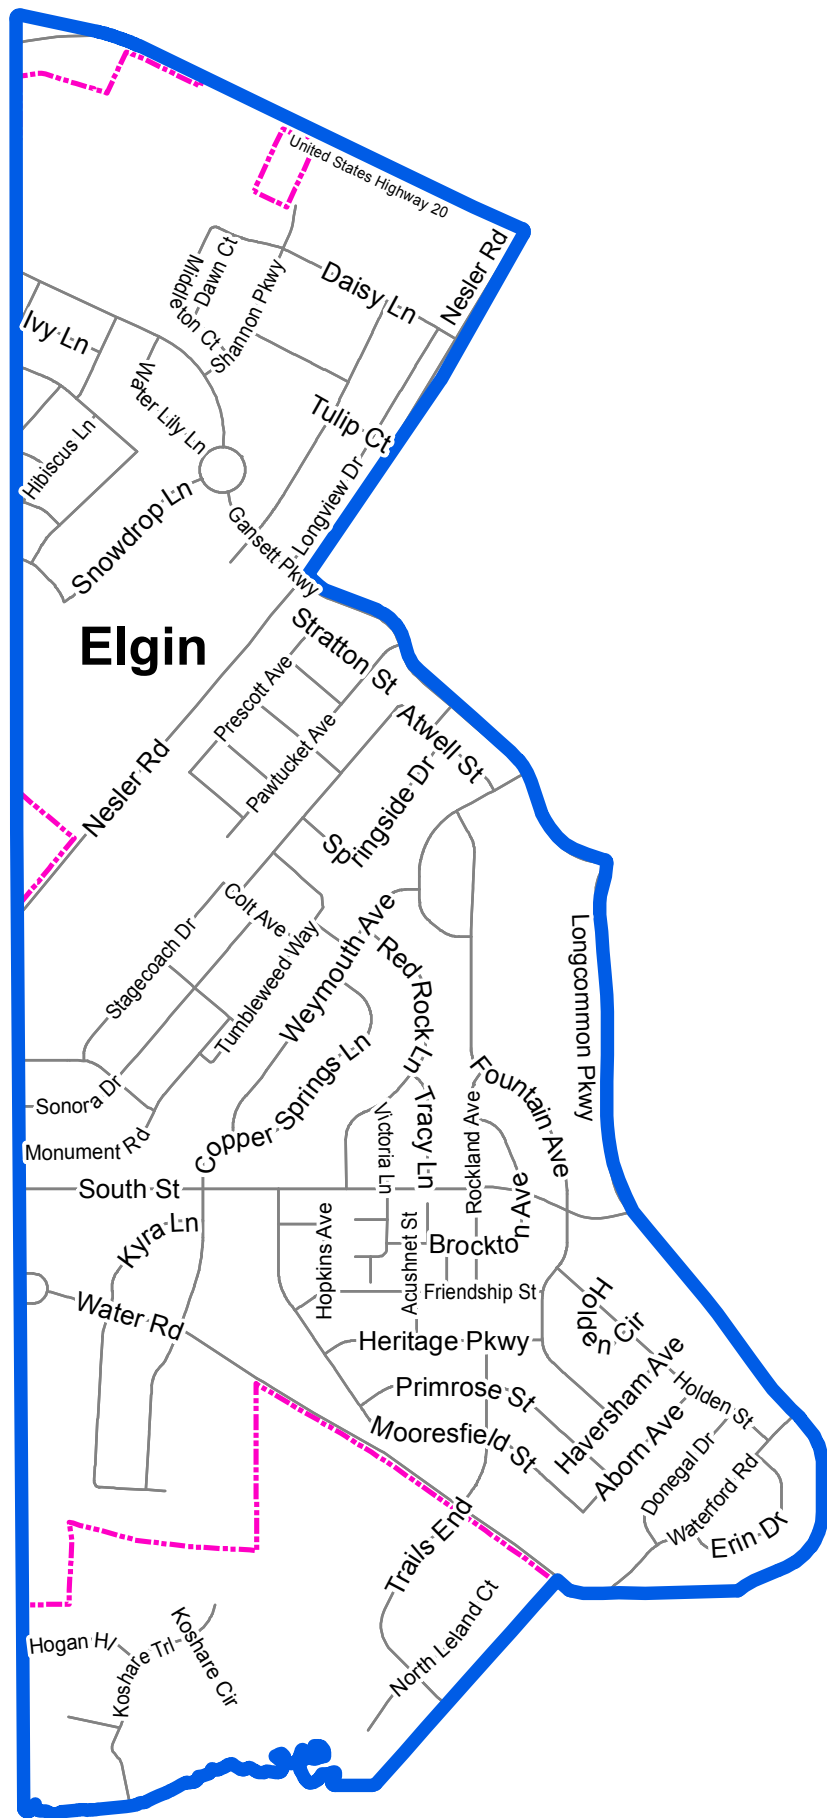 United States Highway 20
Nesler Rd
Daisy Ln
Dawn Ct
Middleton Ct
Shannon Pkwy
Ivy Ln
Water Lily Ln
Tulip Ct
Hibiscus Ln
Longview Dr
Snowdrop Ln
Gansett Pkwy
Elgin
Stratton St
Prescott Ave
Atwell St
Pawtucket Ave
Nesler Rd
Springside Dr
Colt Ave
Weymouth Ave
Stagecoach Dr
Tumbleweed Way
Red Rock Ln
Longcommon Pkwy
Copper Springs Ln
Sonora Dr
Fountain Ave
Tracy Ln
Victoria Ln
Rockland Ave
Monument Rd
South St
Kyra Ln
Hopkins Ave
Acushnet St
Brockton Ave
Water Rd
Friendship St
Holden Cir
Heritage Pkwy
Primrose St
Haversham Ave
Holden St
Mooresfield St
Aborn Ave
Donegal Dr
Waterford Rd
Erin Dr
Trails End
North Leland Ct
Hogan Hl
Koshare Trl
Koshare Cir